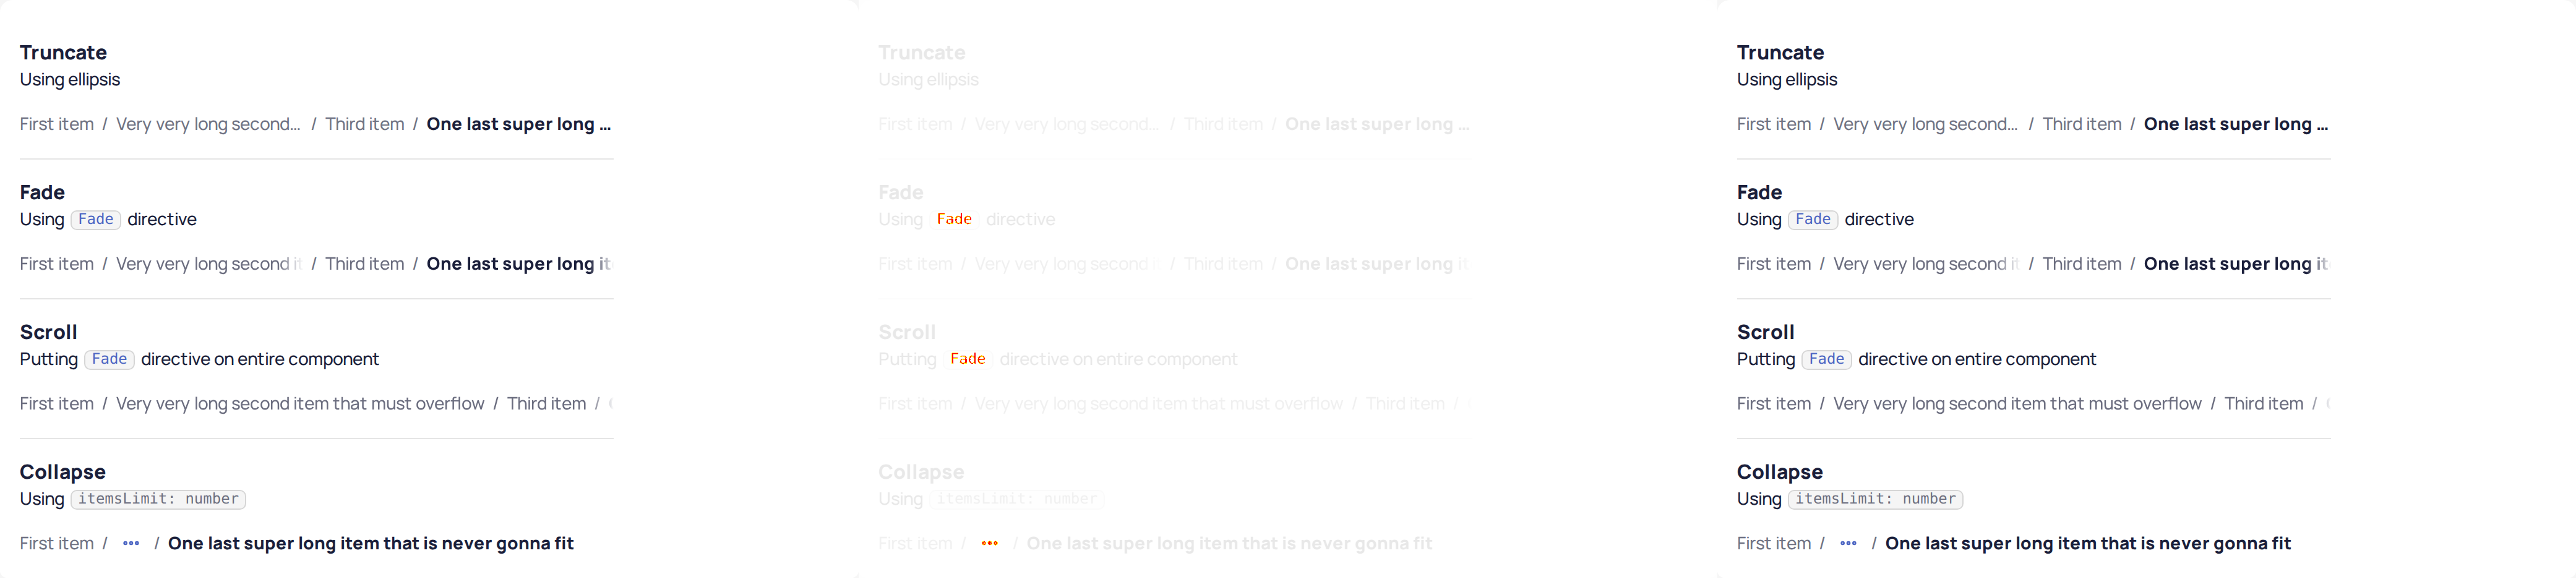 Truncate
Using ellipsis
First item / Very very long second... / Third item / One last super long ...
Fade
Using Fade directive
First item / Very very long second it / Third item / One last super long it
Scroll
Putting Fade directive on entire component
First item / Very very long second item that must overflow / Third item /
Collapse
Using itemsLimit: number
First item / ••• / One last super long item that is never gonna fit
Truncate
Using ellipsis
First item / Very very long second... / Third item / One last super long ...
Fade
Using Fade directive
First item / Very very long second i / Third item / One last super long it
Scroll
Putting Fade directive on entire component
First item / Very very long second item that must overflow / Third item /
Collapse
Using itemsLimit: number
First item / ••• / One last super long item that is never gonna fit
Truncate
Using ellipsis
First item / Very very long second... / Third item / One last super long ...
Fade
Using Fade directive
First item / Very very long second it / Third item / One last super long it
Scroll
Putting Fade directive on entire component
First item / Very very long second item that must overflow / Third item /
Collapse
Using itemsLimit: number
First item / ••• / One last super long item that is never gonna fit